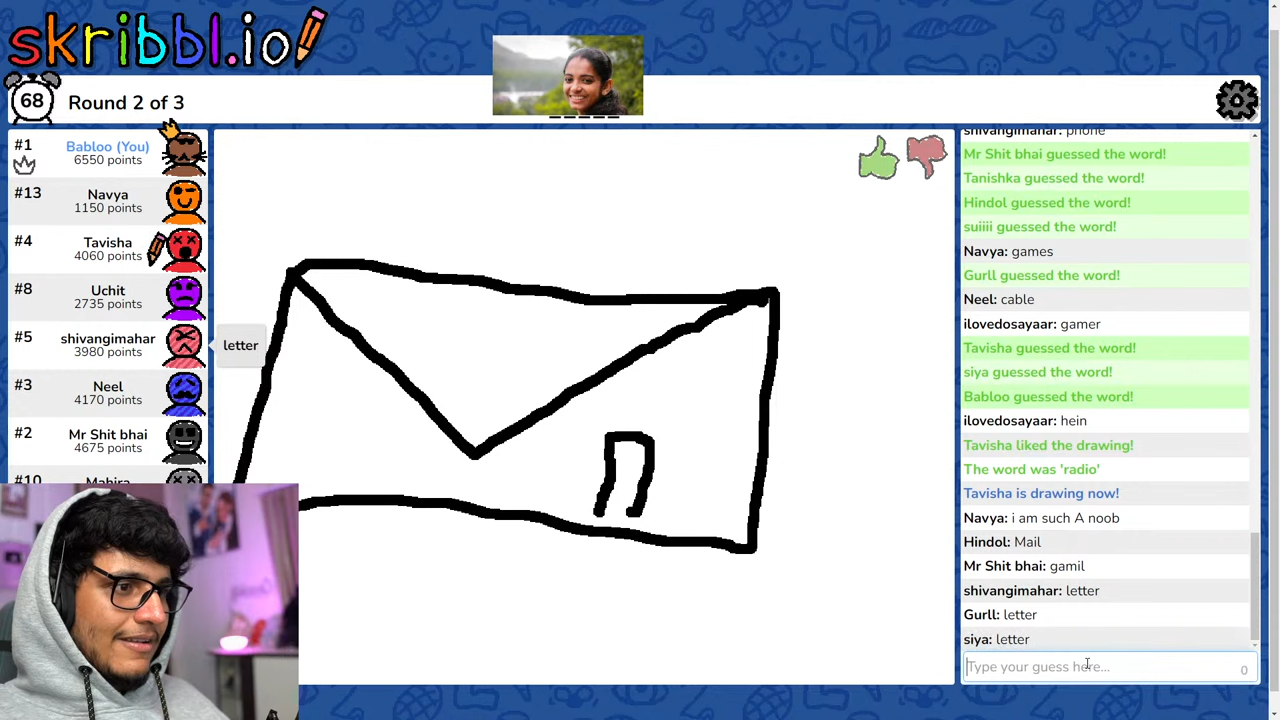 skribbl.io
68
Round 2 of 3
_ _ _ _ _
#1
Babloo (You)
6550 points
#13
Navya
1150 points
#4
Tavisha
4060 points
#8
Uchit
2735 points
#5
shivangimahar
3980 points
letter
#3
Neel
4170 points
#2
Mr Shit bhai
4675 points
#10
Mahira
shivangimahar: phone
Mr Shit bhai guessed the word!
Tanishka guessed the word!
Hindol guessed the word!
suiiii guessed the word!
Navya: games
Gurll guessed the word!
Neel: cable
ilovedosayaar: gamer
Tavisha guessed the word!
siya guessed the word!
Babloo guessed the word!
ilovedosayaar: hein
Tavisha liked the drawing!
The word was 'radio'
Tavisha is drawing now!
Navya: i am such A noob
Hindol: Mail
Mr Shit bhai: gamil
shivangimahar: letter
Gurll: letter
siya: letter
Type your guess here...
0